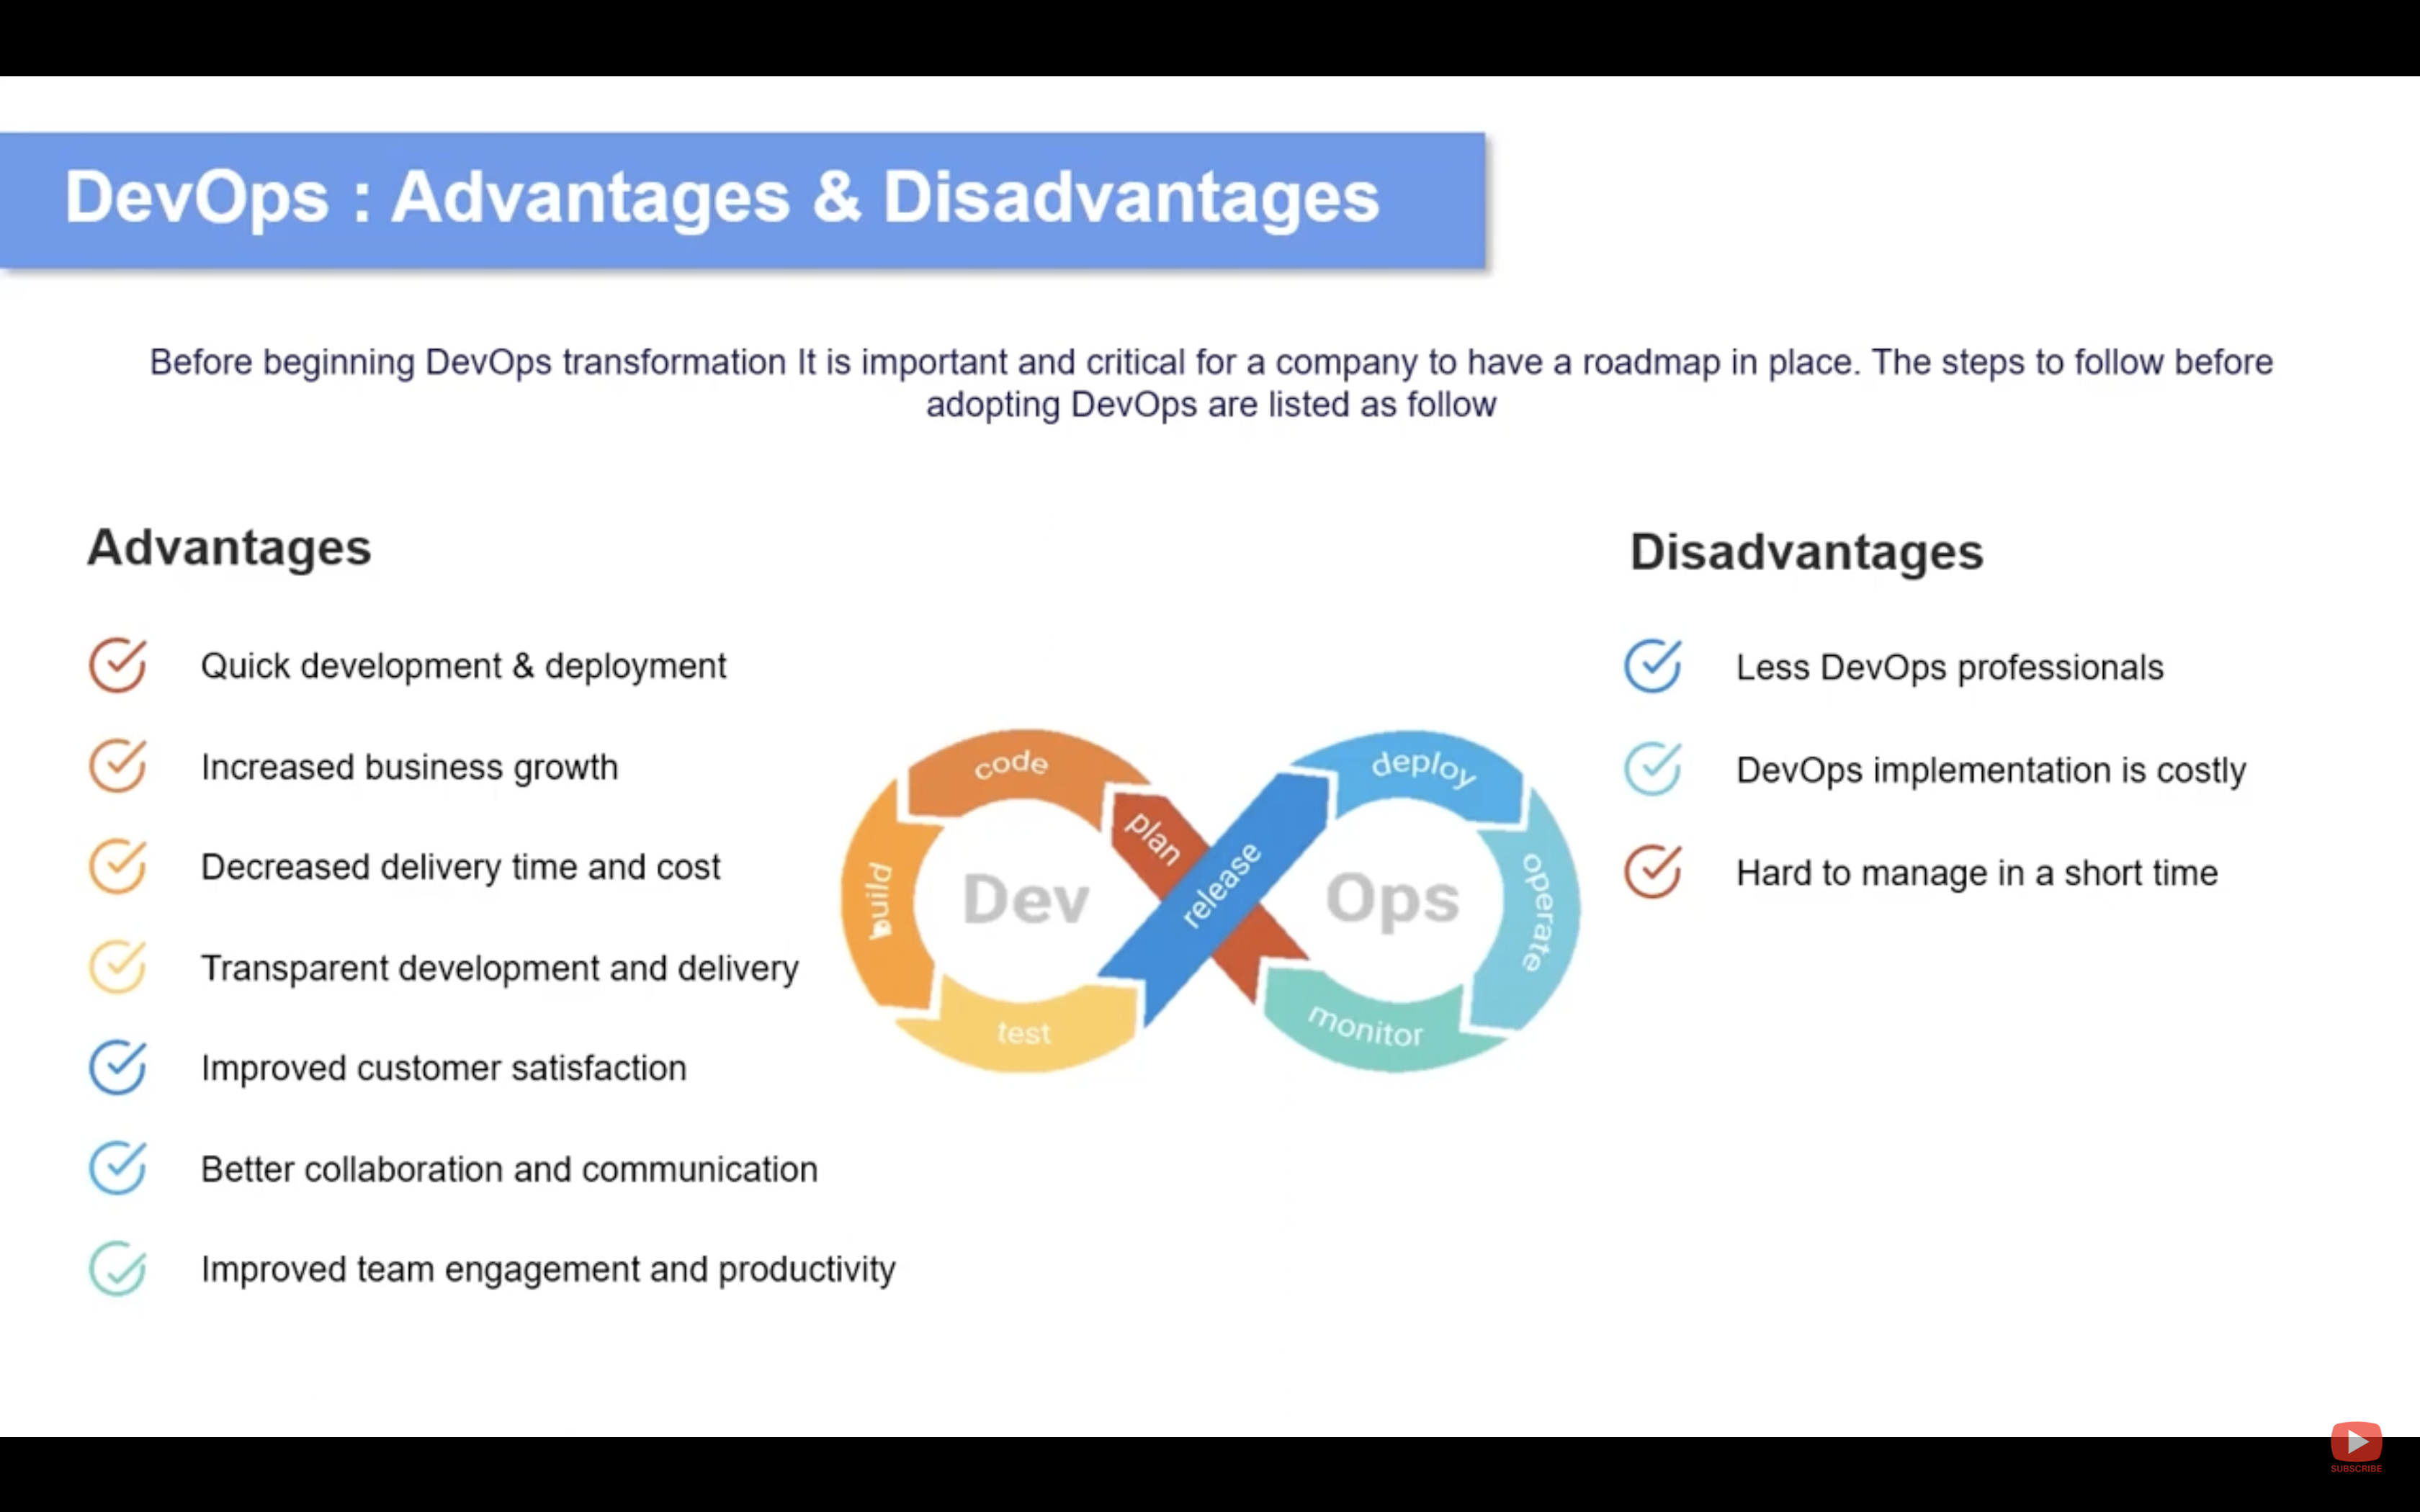 DevOps : Advantages & Disadvantages
Before beginning DevOps transformation It is important and critical for a company to have a roadmap in place. The steps to follow before
adopting DevOps are listed as follow
Advantages
Quick development & deployment
Increased business growth
Decreased delivery time and cost
Transparent development and delivery
Improved customer satisfaction
Better collaboration and communication
Improved team engagement and productivity
code
plan
build
Dev
test
release
deploy
Ops
operate
monitor
Disadvantages
Less DevOps professionals
DevOps implementation is costly
Hard to manage in a short time
SUBSCRIBE